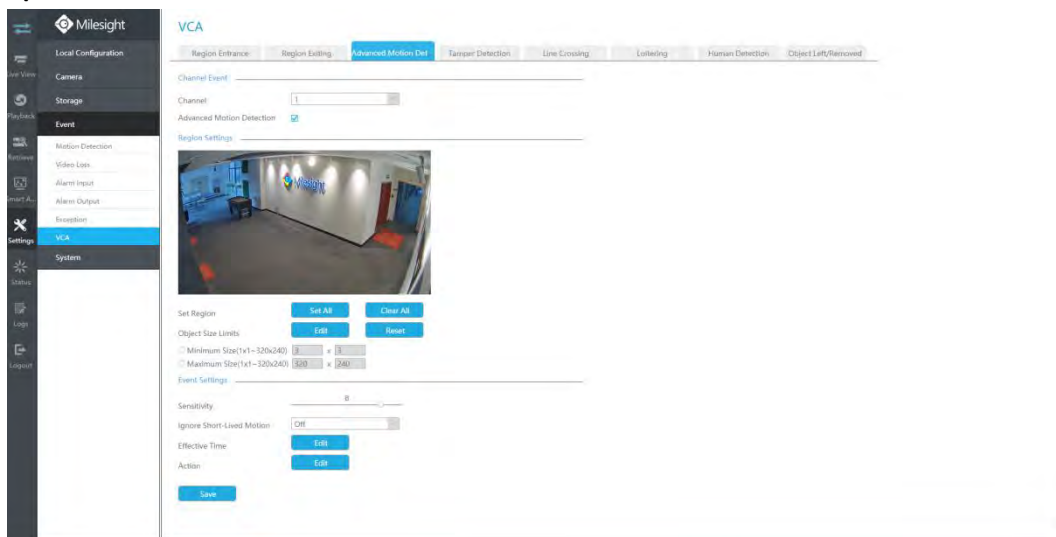 Milesight
VCA
Local Configuration
Region Entrance Region Exiting Advanced Motion Det Tamper Detection Line Crossing Loitering Human Detection Object Left/Removed
Live View
Camera
Channel Event
Storage
Channel 1
Playback
Advanced Motion Detection
Event
Region Settings
Motion Detection
Retrieve
Video Loss
Milesight
Alarm Input
Smart A...
Alarm Output
Exception
Settings
VCA
System
Status
Set Region Set All Clear All
Logs
Object Size Limits Edit Reset
Minimum Size(1x1~320x240) 3 x 3
Logout
Maximum Size(1x1~320x240) 320 x 240
Event Settings
8
Sensitivity
Ignore Short-Lived Motion Off
Effective Time Edit
Action Edit
Save